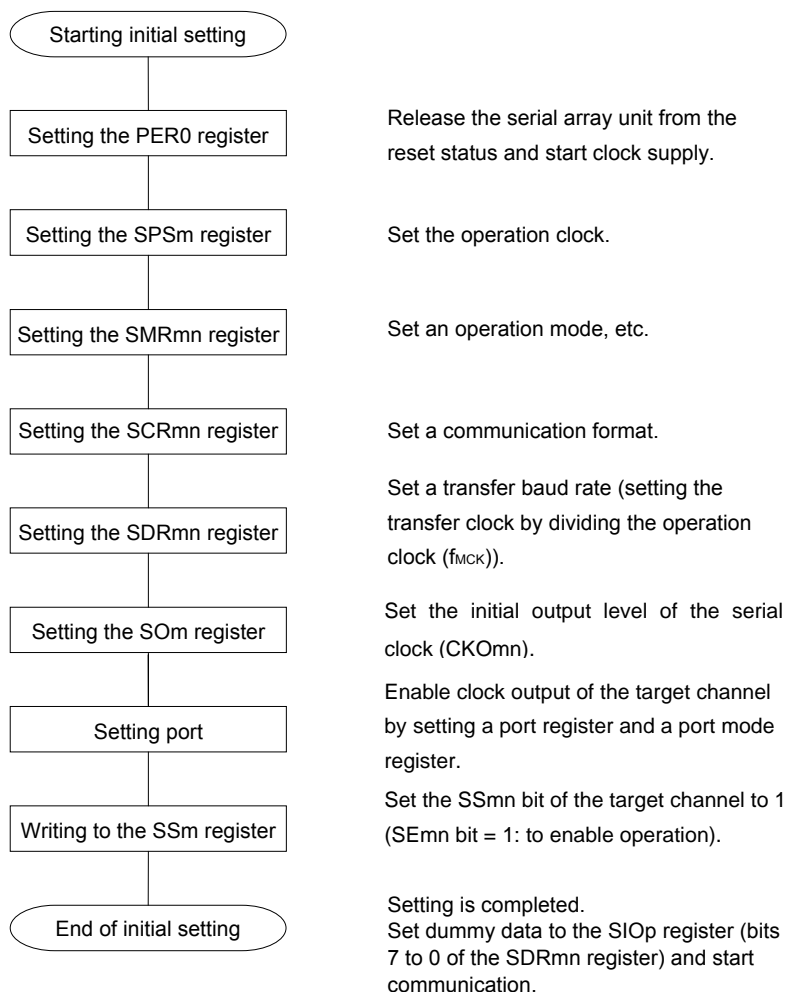 Starting initial setting
Setting the PER0 register
Release the serial array unit from the
reset status and start clock supply.
Setting the SPSm register
Set the operation clock.
Setting the SMRmn register
Set an operation mode, etc.
Setting the SCRmn register
Set a communication format.
Setting the SDRmn register
Set a transfer baud rate (setting the
transfer clock by dividing the operation
clock (fMCK)).
Setting the SOm register
Set the initial output level of the serial
clock (CKOmn).
Setting port
Enable clock output of the target channel
by setting a port register and a port mode
register.
Writing to the SSm register
Set the SSmn bit of the target channel to 1
(SEmn bit = 1: to enable operation).
End of initial setting
Setting is completed.
Set dummy data to the SIOp register (bits
7 to 0 of the SDRmn register) and start
communication.